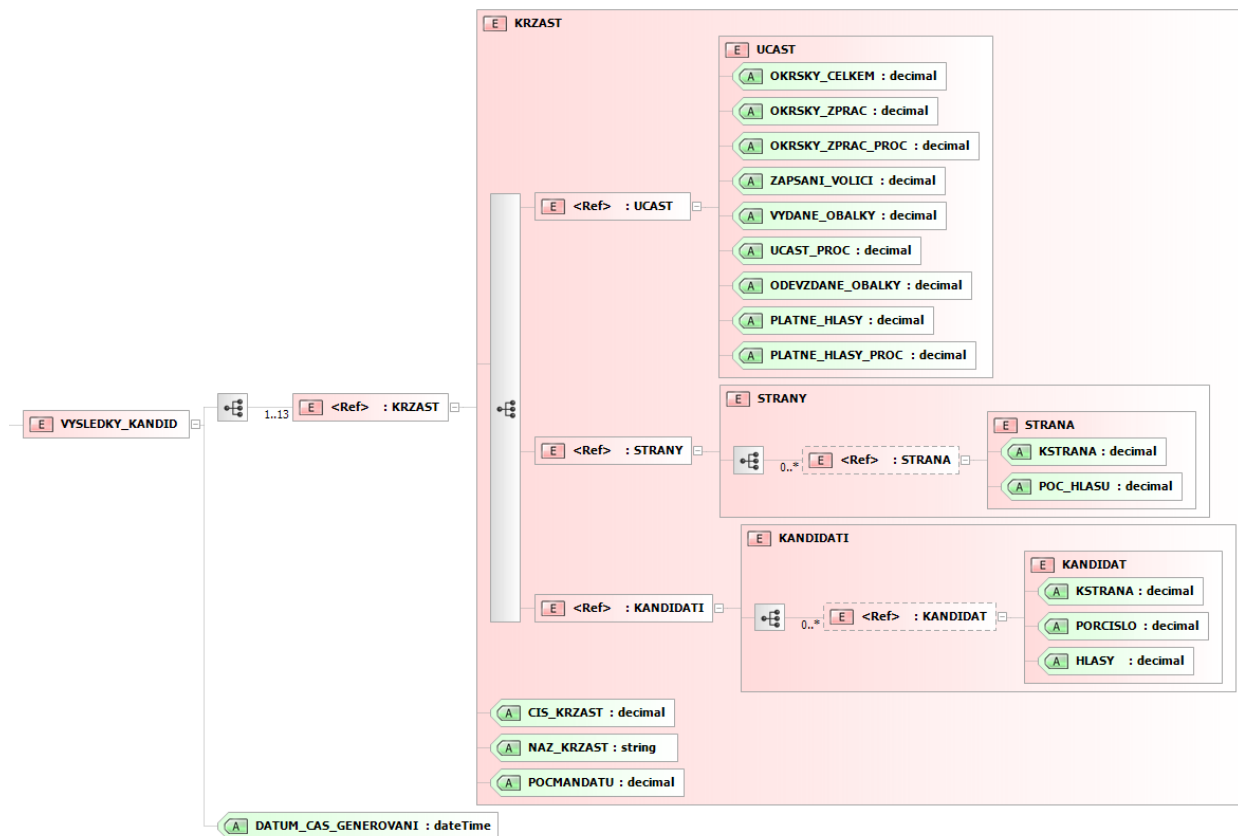 E KRZAST
E UCAST
A OKRSKY_CELKEM : decimal
A OKRSKY_ZPRAC : decimal
A OKRSKY_ZPRAC_PROC : decimal
A ZAPSANI_VOLICI : decimal
E <Ref> : UCAST
A VYDANE_OBALKY : decimal
A UCAST_PROC : decimal
A ODEVZDANE_OBALKY : decimal
A PLATNE_HLASY : decimal
A PLATNE_HLASY_PROC : decimal
E VYSLEDKY_KANDID
1..13
E <Ref> : KRZAST
E STRANY
E <Ref> : STRANY
0..*
E <Ref> : STRANA
E STRANA
A KSTRANA : decimal
A POC_HLASU : decimal
E KANDIDATI
E <Ref> : KANDIDATI
0..*
E <Ref> : KANDIDAT
E KANDIDAT
A KSTRANA : decimal
A PORCISLO : decimal
A HLASY : decimal
A CIS_KRZAST : decimal
A NAZ_KRZAST : string
A POCMANDATU : decimal
A DATUM_CAS_GENEROVANI : dateTime